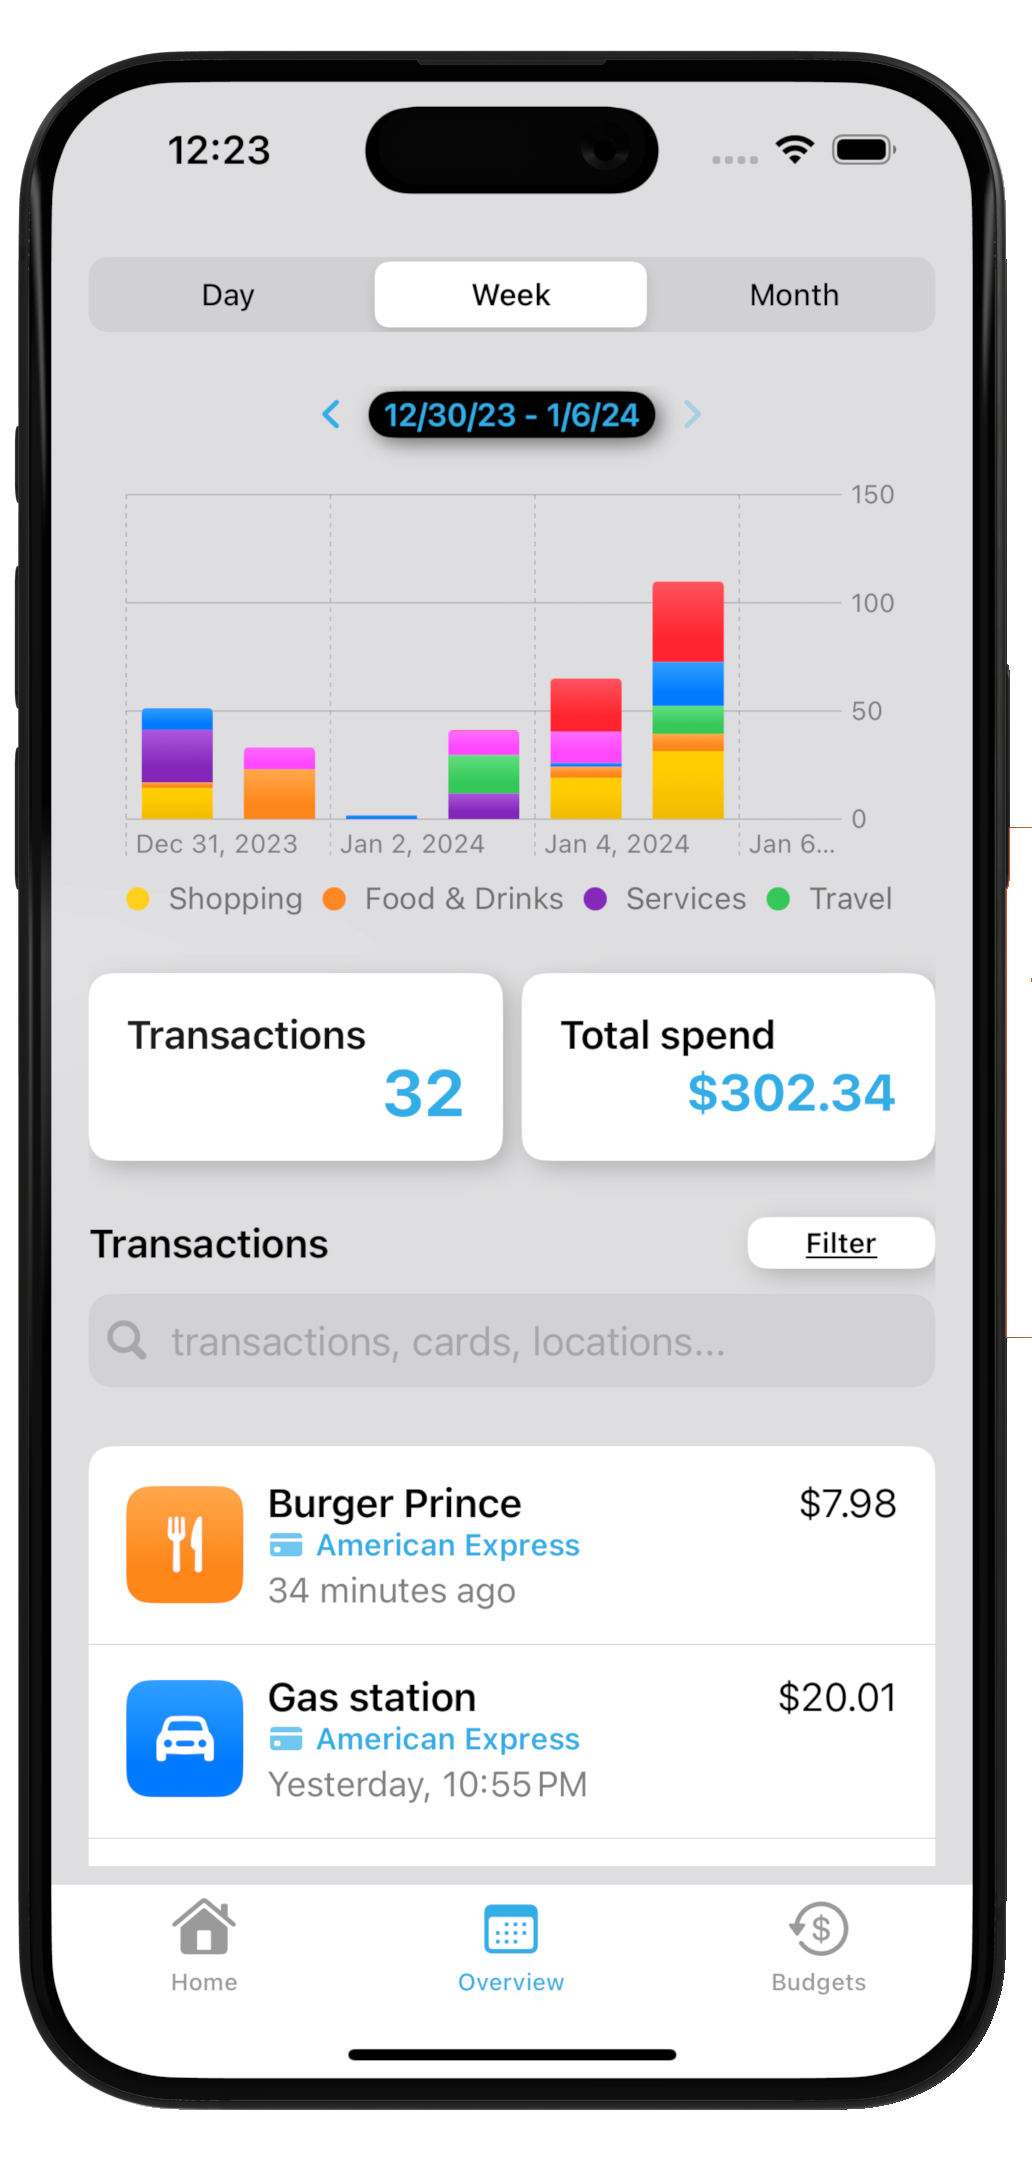 12:23
Day Week Month
12/30/23 - 1/6/24
150
100
50
0
Dec 31, 2023 Jan 2, 2024 Jan 4, 2024 Jan 6...
Shopping Food & Drinks Services Travel
Transactions Total spend
32 $302.34
Transactions Filter
transactions, cards, locations...
Burger Prince $7.98
American Express
34 minutes ago
Gas station $20.01
American Express
Yesterday, 10:55 PM
Home Overview Budgets